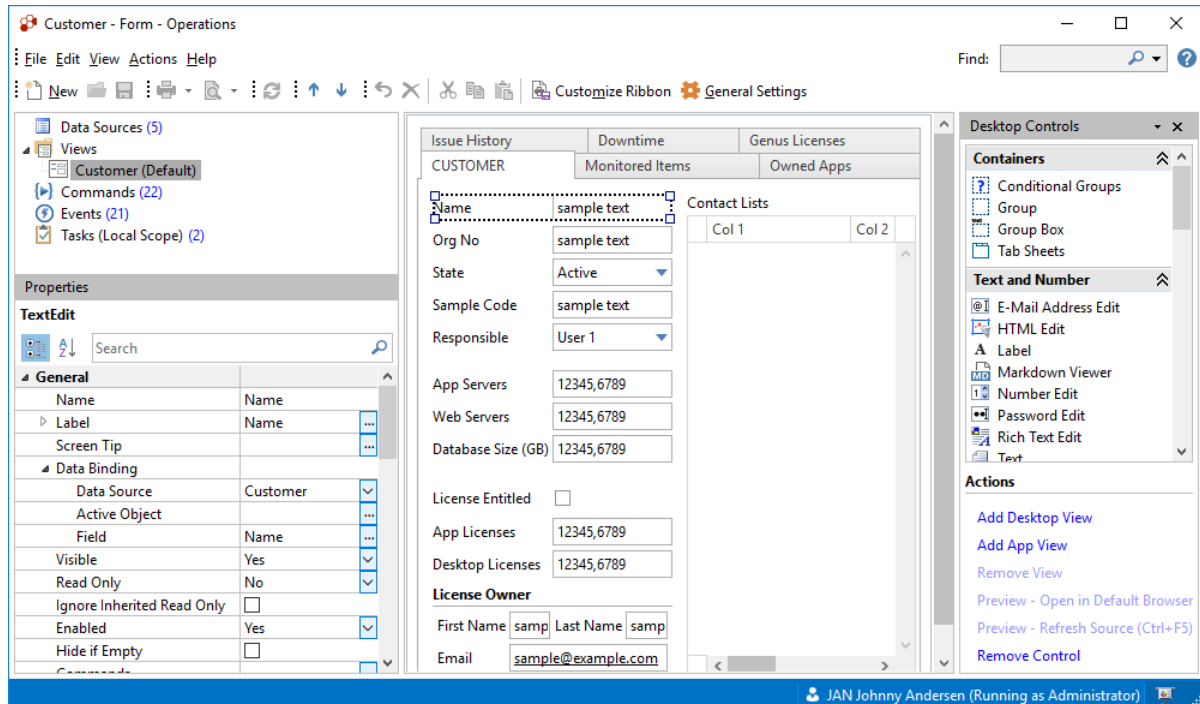 Customer - Form - Operations
File Edit View Actions Help
Find:
New
Customize Ribbon
General Settings
Data Sources (5)
Views
Customer (Default)
Commands (22)
Events (21)
Tasks (Local Scope) (2)
Properties
TextEdit
Search
General
Name Name
Label Name
Screen Tip
Data Binding
Data Source Customer
Active Object
Field Name
Visible Yes
Read Only No
Ignore Inherited Read Only
Enabled Yes
Hide if Empty
Commands
Issue History Downtime Genus Licenses
CUSTOMER Monitored Items Owned Apps
Name sample text
Org No sample text
State Active
Sample Code sample text
Responsible User 1
App Servers 12345,6789
Web Servers 12345,6789
Database Size (GB) 12345,6789
License Entitled
App Licenses 12345,6789
Desktop Licenses 12345,6789
License Owner
First Name samp Last Name samp
Email sample@example.com
Contact Lists
Col 1 Col 2
Desktop Controls
Containers
Conditional Groups
Group
Group Box
Tab Sheets
Text and Number
E-Mail Address Edit
HTML Edit
A Label
MD Markdown Viewer
Number Edit
Password Edit
Rich Text Edit
Text
Actions
Add Desktop View
Add App View
Remove View
Preview - Open in Default Browser
Preview - Refresh Source (Ctrl+F5)
Remove Control
JAN Johnny Andersen (Running as Administrator)